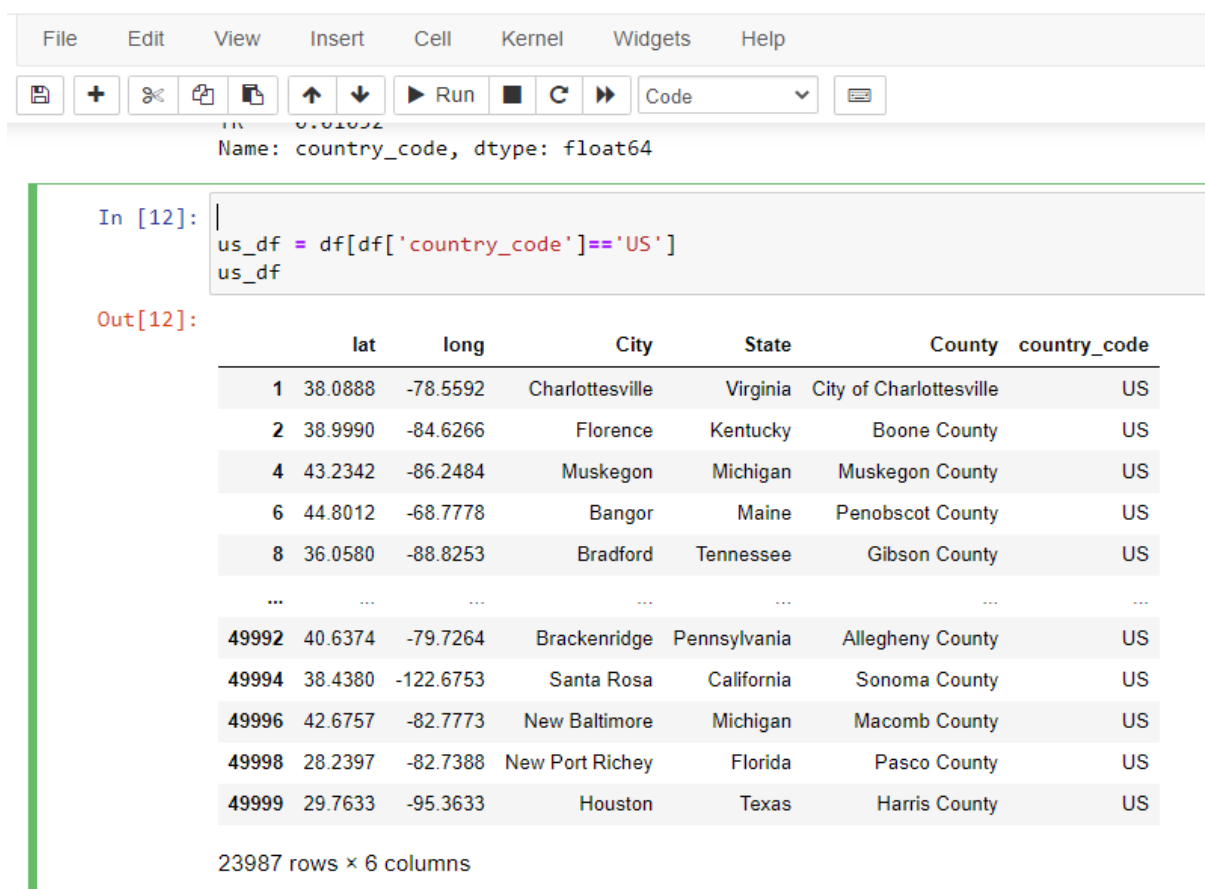 File Edit View Insert Cell Kernel Widgets Help
Run Code
Name: country_code, dtype: float64
In [12]:
us_df = df[df['country_code']=='US']
us_df
Out[12]:
lat long City State County country_code
1 38.0888 -78.5592 Charlottesville Virginia City of Charlottesville US
2 38.9990 -84.6266 Florence Kentucky Boone County US
4 43.2342 -86.2484 Muskegon Michigan Muskegon County US
6 44.8012 -68.7778 Bangor Maine Penobscot County US
8 36.0580 -88.8253 Bradford Tennessee Gibson County US
... ... ... ... ... ... ...
49992 40.6374 -79.7264 Brackenridge Pennsylvania Allegheny County US
49994 38.4380 -122.6753 Santa Rosa California Sonoma County US
49996 42.6757 -82.7773 New Baltimore Michigan Macomb County US
49998 28.2397 -82.7388 New Port Richey Florida Pasco County US
49999 29.7633 -95.3633 Houston Texas Harris County US
23987 rows × 6 columns